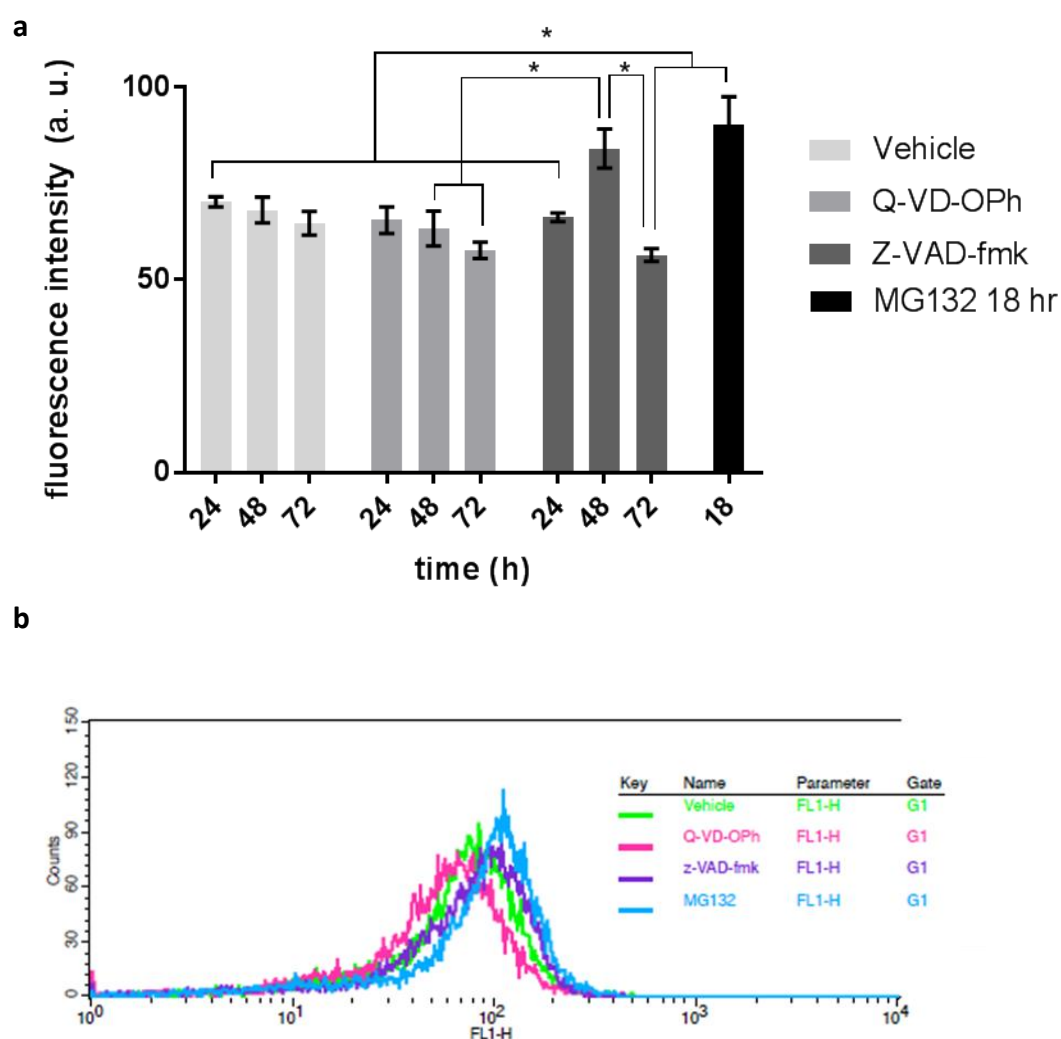 a
*
*
*
fluorescence intensity (a. u.)
100
50
0
24
48
72
24
48
72
24
48
72
18
time (h)
Vehicle
Q-VD-OPh
Z-VAD-fmk
MG132 18 hr
b
Counts
150
120
90
60
30
0
10⁰
10¹
10²
10³
10⁴
FL1-H
Key Name Parameter Gate
Vehicle FL1-H G1
Q-VD-OPh FL1-H G1
z-VAD-fmk FL1-H G1
MG132 FL1-H G1